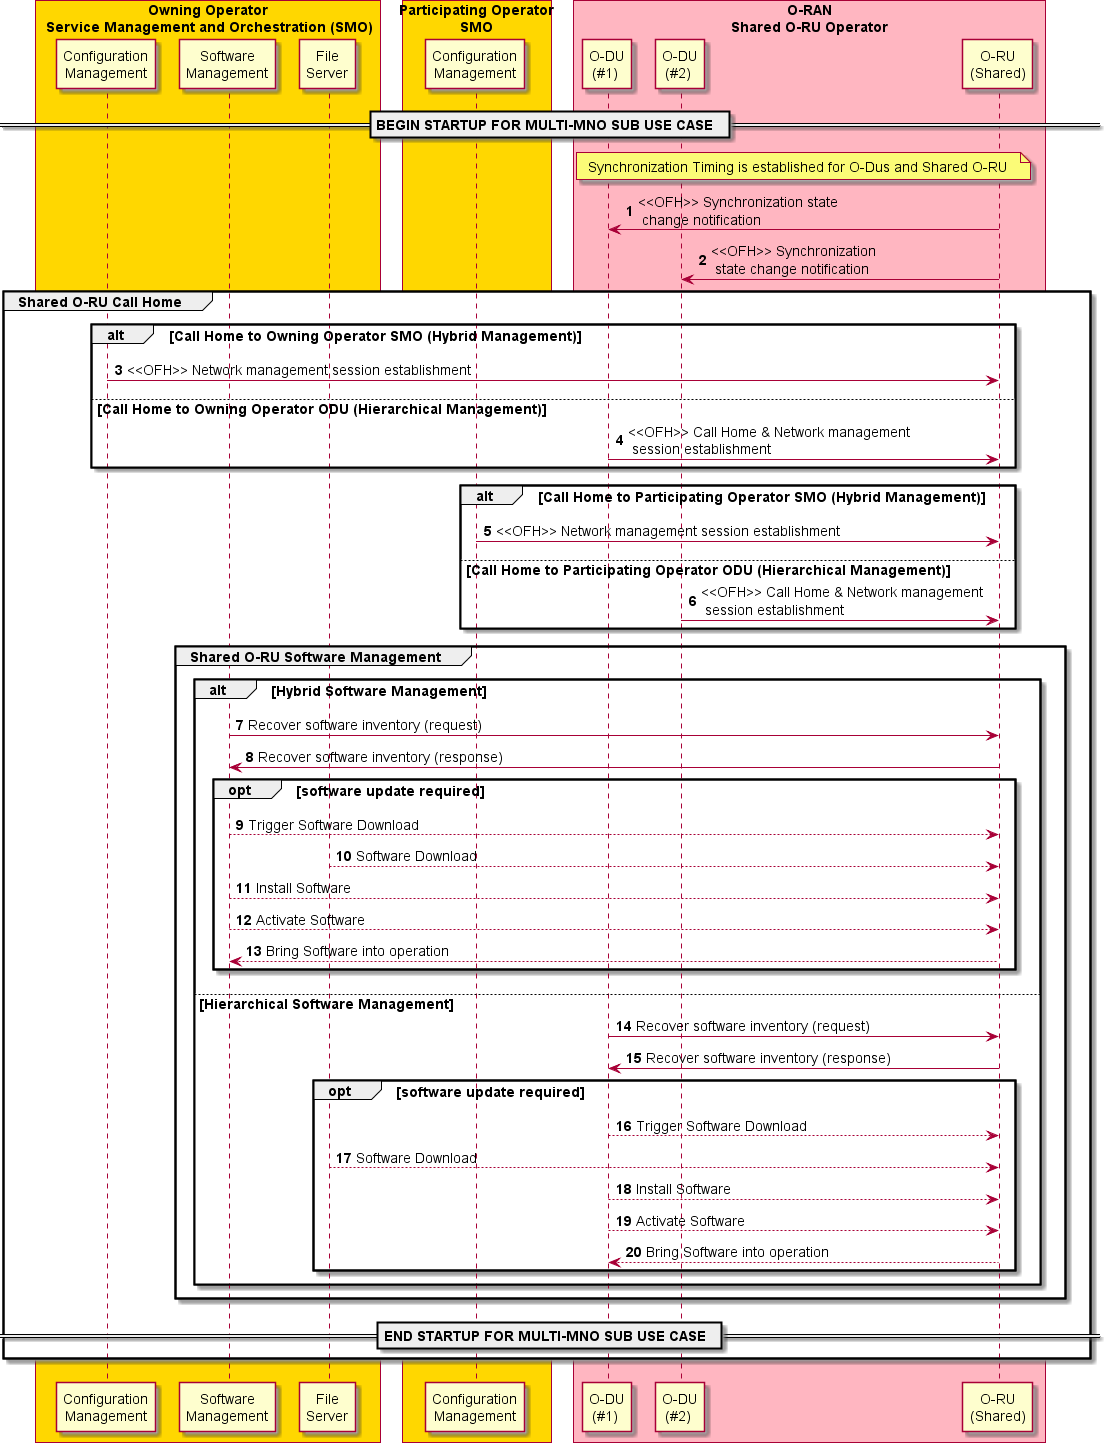 Owning Operator
Service Management and Orchestration (SMO)
Participating Operator
SMO
O-RAN
Shared O-RU Operator
Configuration
Management
Software
Management
File
Server
Configuration
Management
O-DU
(#1)
O-DU
(#2)
O-RU
(Shared)
BEGIN STARTUP FOR MULTI-MNO SUB USE CASE
Synchronization Timing is established for O-Dus and Shared O-RU
1 <<OFH>> Synchronization state
change notification
2 <<OFH>> Synchronization
state change notification
Shared O-RU Call Home
alt [Call Home to Owning Operator SMO (Hybrid Management)]
3 <<OFH>> Network management session establishment
[Call Home to Owning Operator ODU (Hierarchical Management)]
4 <<OFH>> Call Home & Network management
session establishment
alt [Call Home to Participating Operator SMO (Hybrid Management)]
5 <<OFH>> Network management session establishment
[Call Home to Participating Operator ODU (Hierarchical Management)]
6 <<OFH>> Call Home & Network management
session establishment
Shared O-RU Software Management
alt [Hybrid Software Management]
7 Recover software inventory (request)
8 Recover software inventory (response)
opt [software update required]
9 Trigger Software Download
10 Software Download
11 Install Software
12 Activate Software
13 Bring Software into operation
[Hierarchical Software Management]
14 Recover software inventory (request)
15 Recover software inventory (response)
opt [software update required]
16 Trigger Software Download
17 Software Download
18 Install Software
19 Activate Software
20 Bring Software into operation
END STARTUP FOR MULTI-MNO SUB USE CASE
Configuration
Management
Software
Management
File
Server
Configuration
Management
O-DU
(#1)
O-DU
(#2)
O-RU
(Shared)